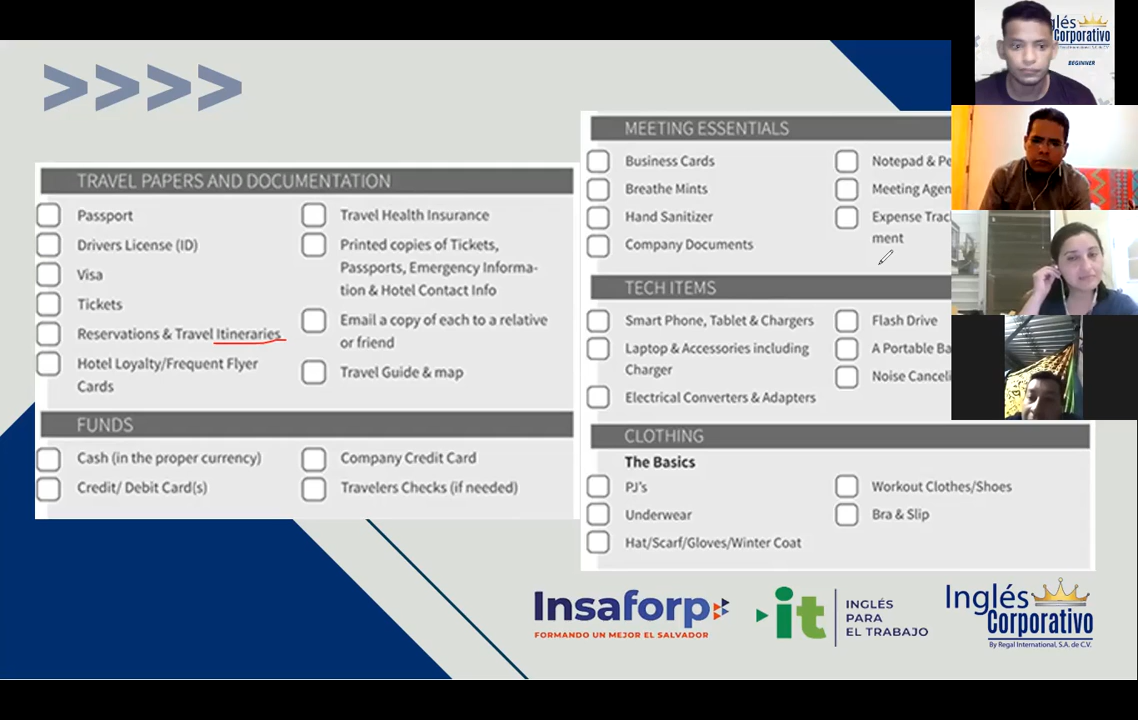 >>>>
TRAVEL PAPERS AND DOCUMENTATION
Passport
Drivers License (ID)
Visa
Tickets
Reservations & Travel Itineraries
Hotel Loyalty/Frequent Flyer
Cards
Travel Health Insurance
Printed copies of Tickets,
Passports, Emergency Informa-
tion & Hotel Contact Info
Email a copy of each to a relative
or friend
Travel Guide & map
FUNDS
Cash (in the proper currency)
Credit/ Debit Card(s)
Company Credit Card
Travelers Checks (if needed)
MEETING ESSENTIALS
Business Cards
Breathe Mints
Hand Sanitizer
Company Documents
Notepad &
Meeting
Expense
ment
TECH ITEMS
Smart Phone, Tablet & Chargers
Laptop & Accessories including
Charger
Electrical Converters & Adapters
Flash Drive
A Portable
Noise
CLOTHING
The Basics
PJ's
Underwear
Hat/Scarf/Gloves/Winter Coat
Workout Clothes/Shoes
Bra & Slip
Insaforp
FORMANDO UN MEJOR EL SALVADOR
it
INGLÉS
PARA
EL TRABAJO
Inglés
Corporativo
By Regal International, S.A. de C.V.
Corporativo
BEGINNER